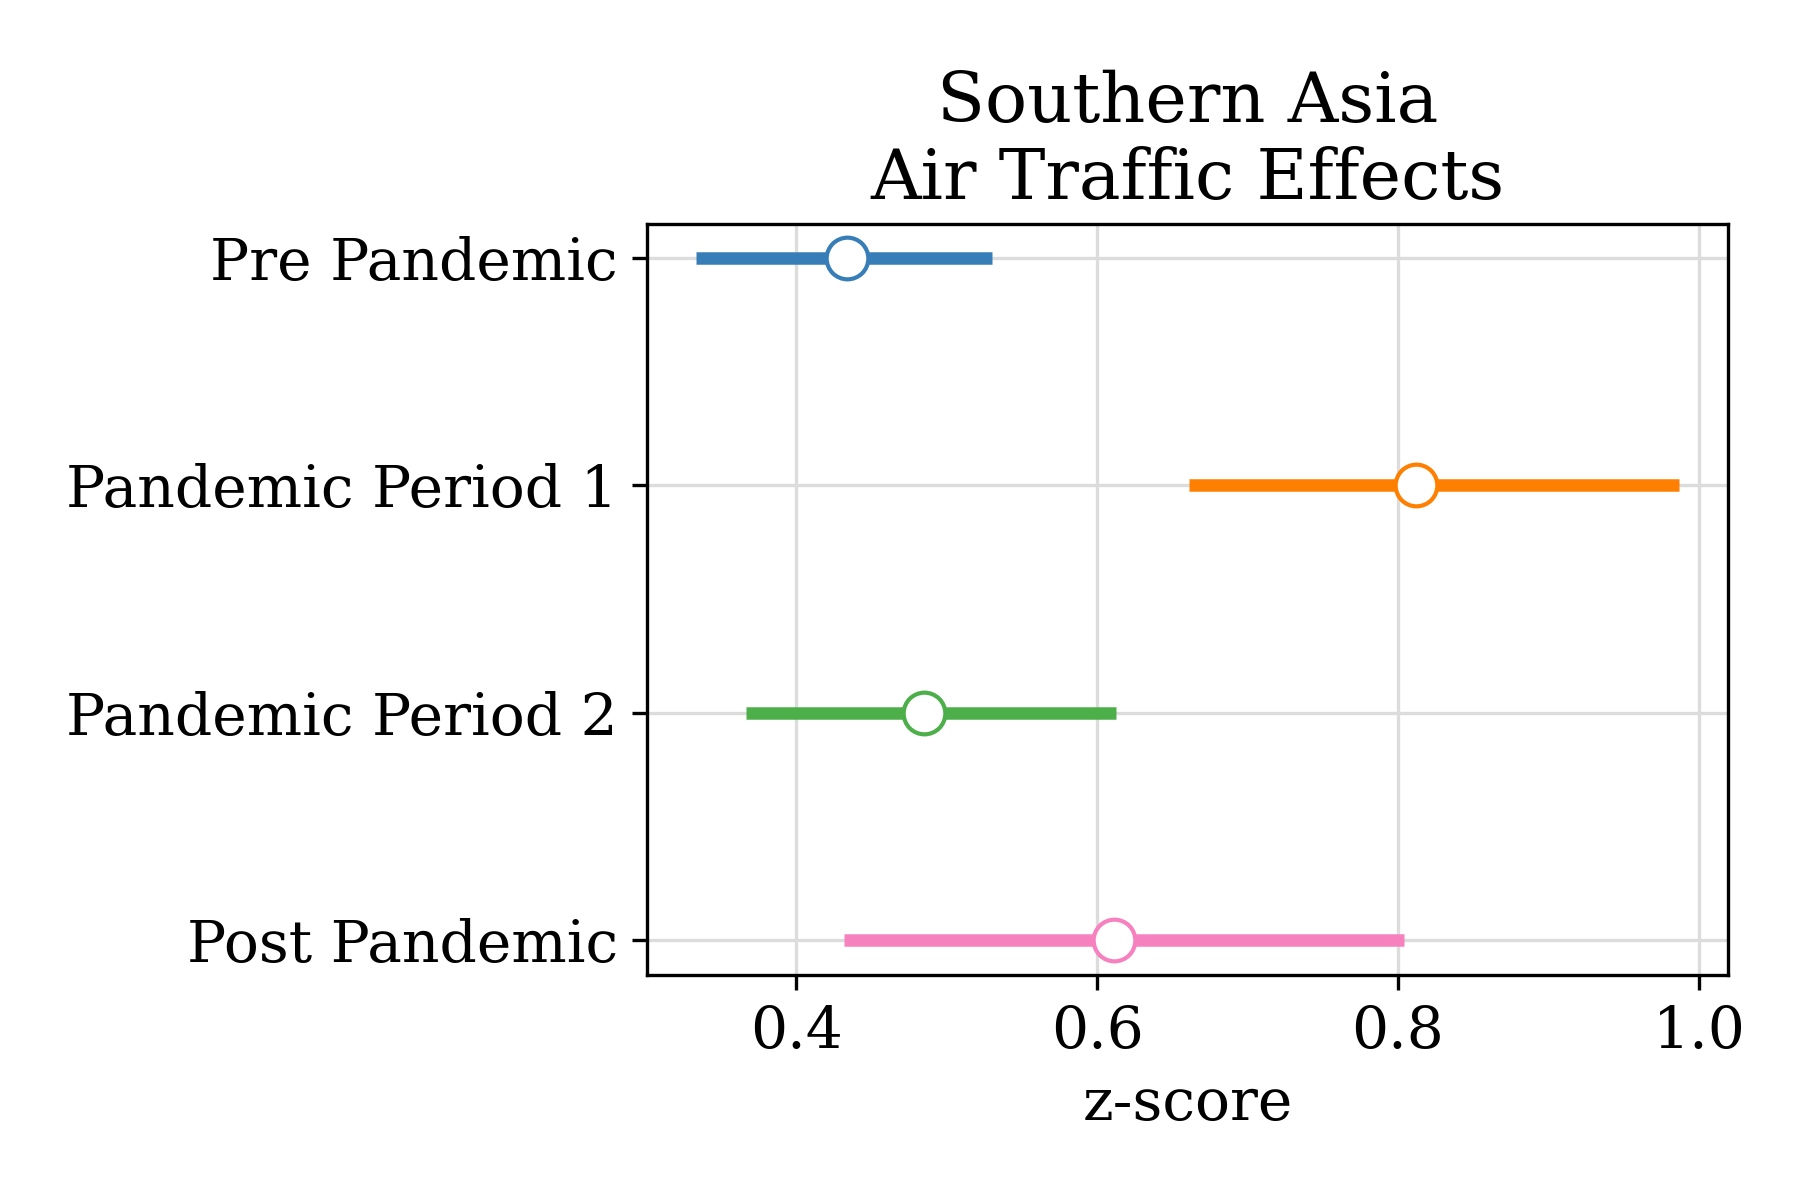 Southern Asia
Air Traffic Effects
Pre Pandemic
Pandemic Period 1
Pandemic Period 2
Post Pandemic
0.4 0.6 0.8 1.0
z-score